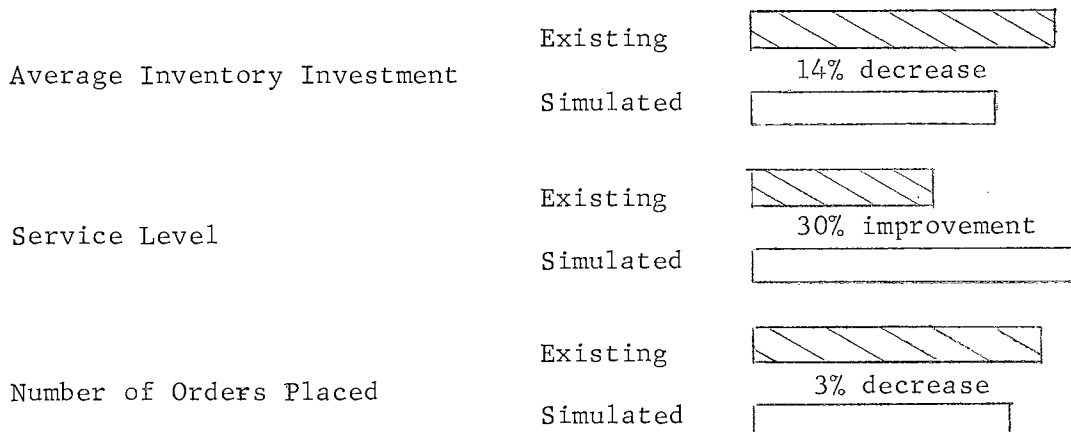 Existing
Average Inventory Investment
14% decrease
Simulated
Existing
Service Level
30% improvement
Simulated
Existing
Number of Orders Placed
3% decrease
Simulated